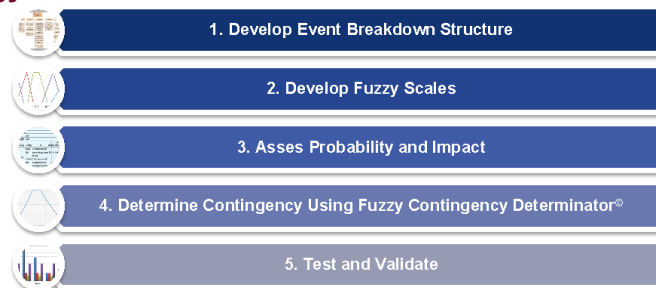 1. Develop Event Breakdown Structure
2. Develop Fuzzy Scales
3. Asses Probability and Impact
4. Determine Contingency Using Fuzzy Contingency Determinator©
5. Test and Validate